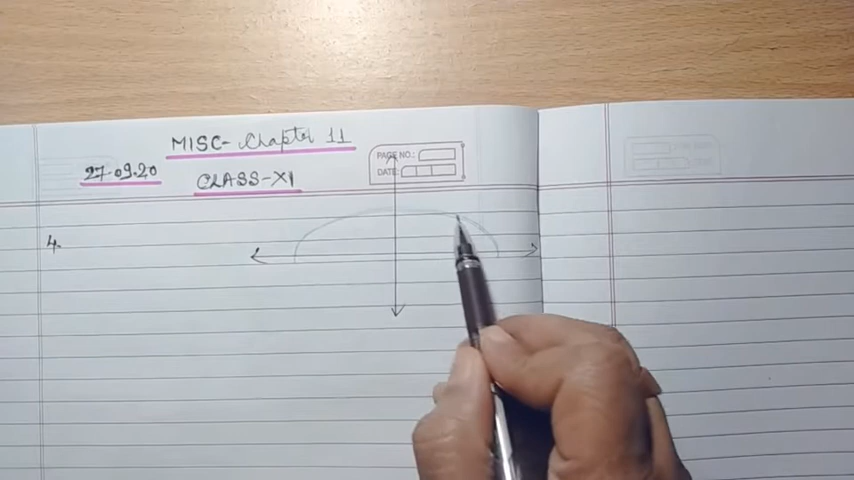 MISC- Chapter 11
PAGE NO.:
27-09-20
CLASS-XI
DATE:
4.